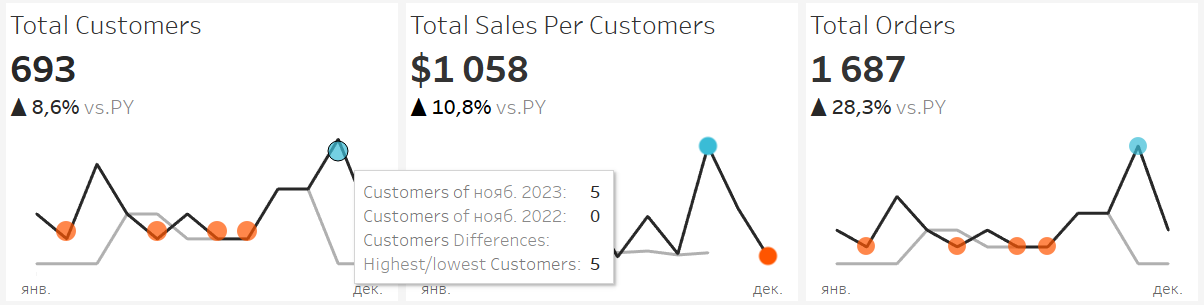 Total Customers
693
▲ 8,6% vs.PY
янв.
дек.
Total Sales Per Customers
$1 058
▲ 10,8% vs.PY
янв.
дек.
Customers of нояб. 2023: 5
Customers of нояб. 2022: 0
Customers Differences:
Highest/lowest Customers: 5
Total Orders
1 687
▲ 28,3% vs.PY
янв.
дек.